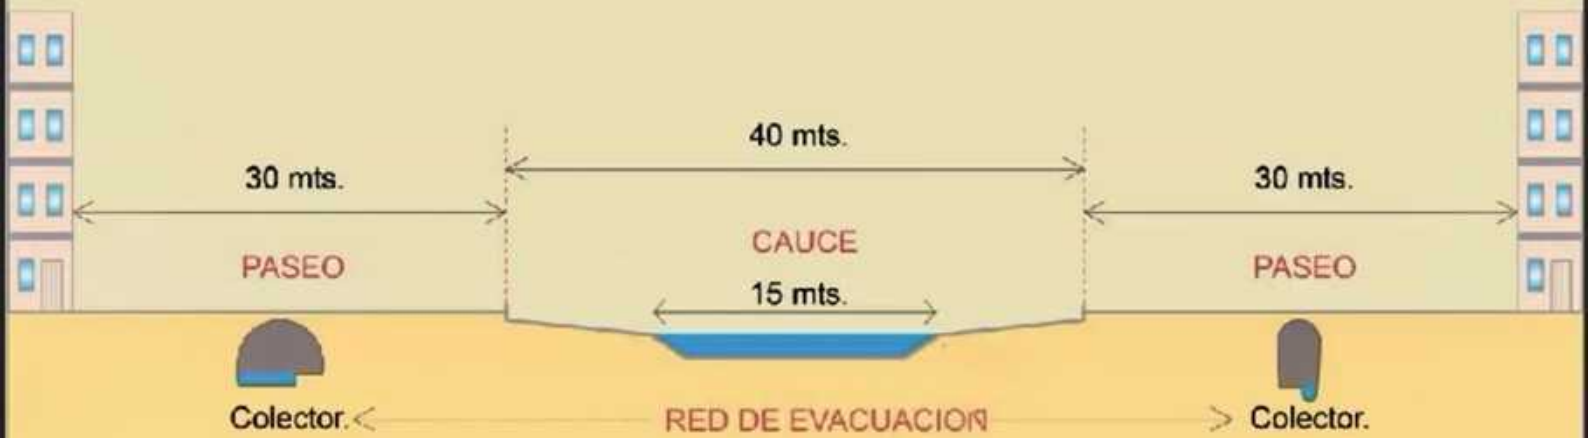 40 mts.
30 mts.
30 mts.
CAUCE
PASEO
PASEO
15 mts.
Colector.
RED DE EVACUACION
Colector.